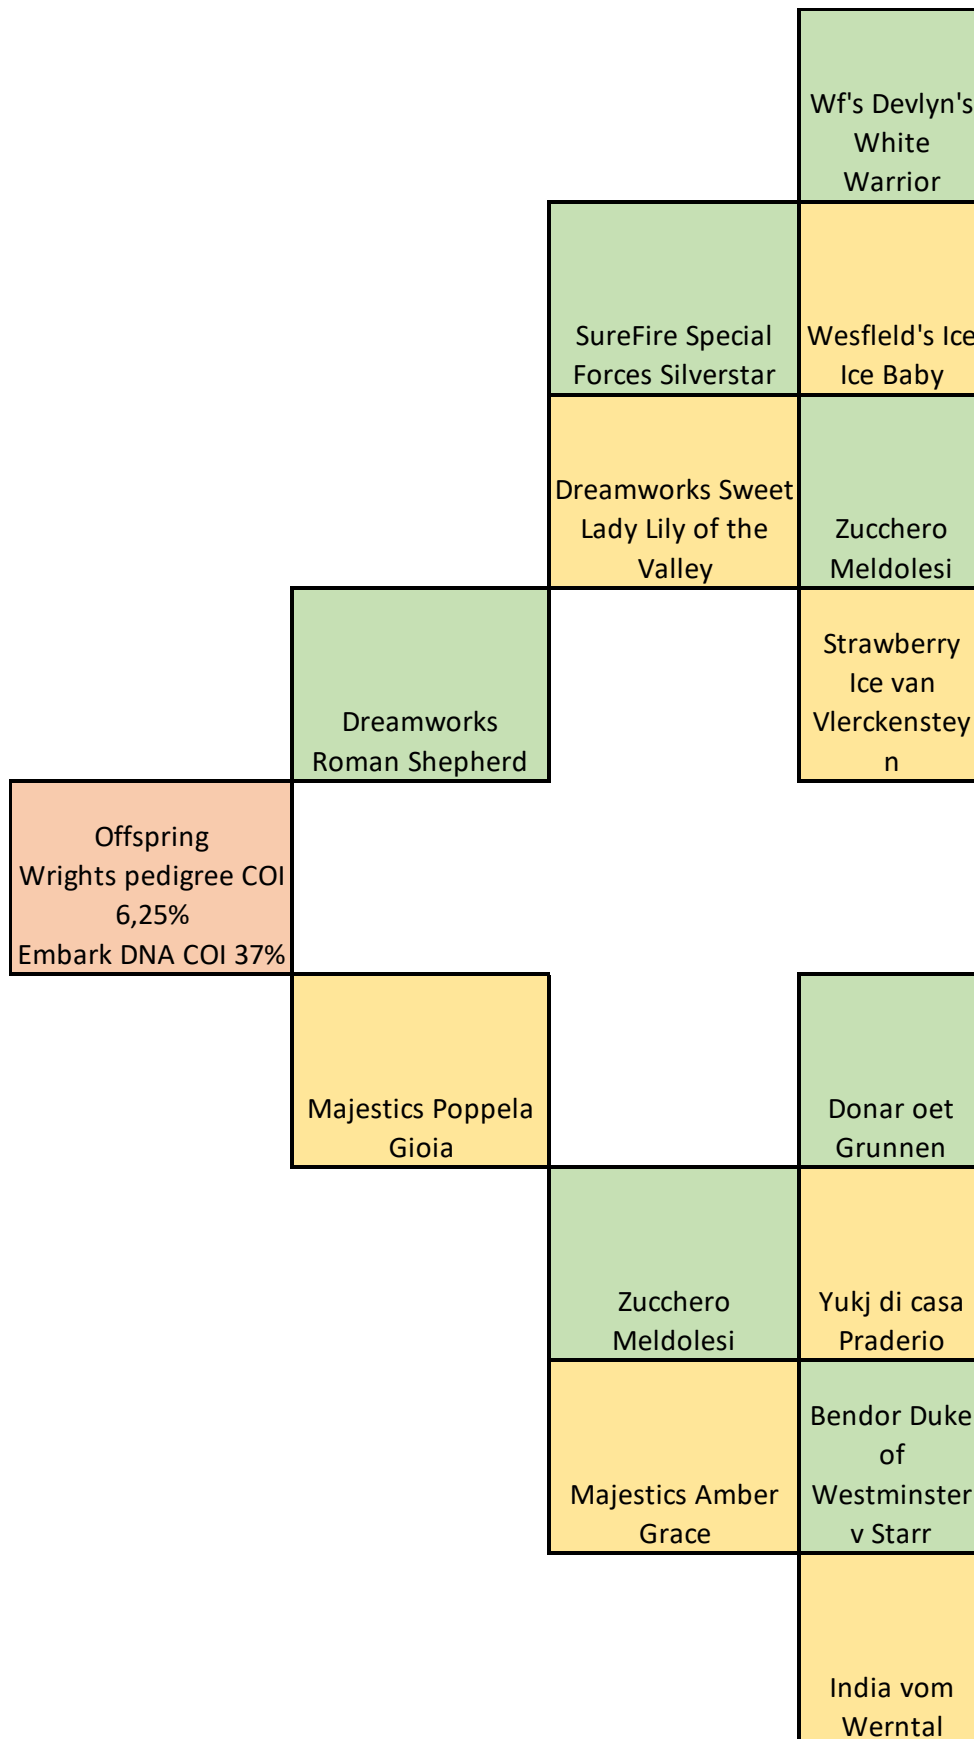 Wf's Devlyn's
White
Warrior
SureFire Special
Forces Silverstar
Wesfleld's Ice
Ice Baby
Dreamworks Sweet
Lady Lily of the
Valley
Zucchero
Meldolesi
Strawberry
Ice van
Vlerckenstey
n
Dreamworks
Roman Shepherd
Offspring
Wrights pedigree COI
6,25%
Embark DNA COI 37%
Majestics Poppela
Gioia
Donar oet
Grunnen
Zucchero
Meldolesi
Yukj di casa
Praderio
Majestics Amber
Grace
Bendor Duke
of
Westminster
v Starr
India vom
Werntal